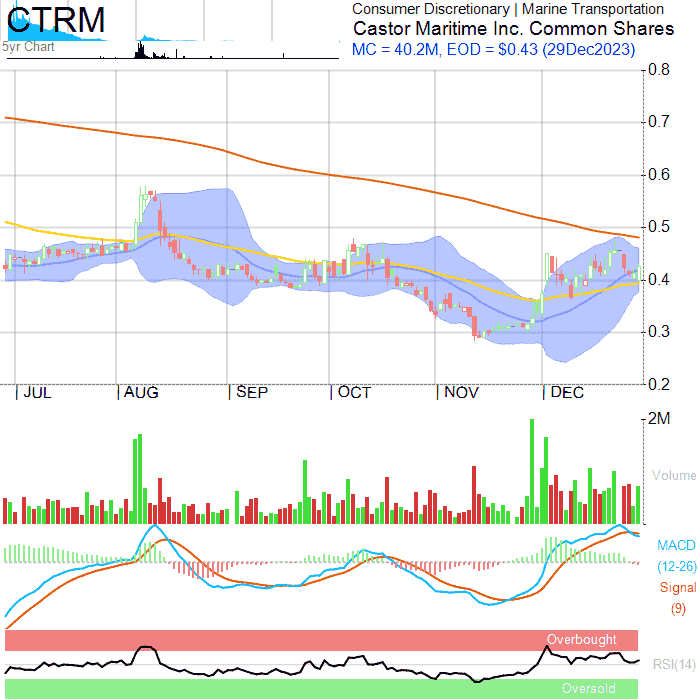 CTRM
Consumer Discretionary | Marine Transportation
Castor Maritime Inc. Common Shares
MC = 40.2M, EOD = $0.43 (29Dec2023)
5yr Chart
0.8
0.7
0.6
0.5
0.4
0.3
0.2
JUL
AUG
SEP
OCT
NOV
DEC
2M
Volume
MACD
(12-26)
Signal
(9)
Overbought
RSI(14)
Oversold